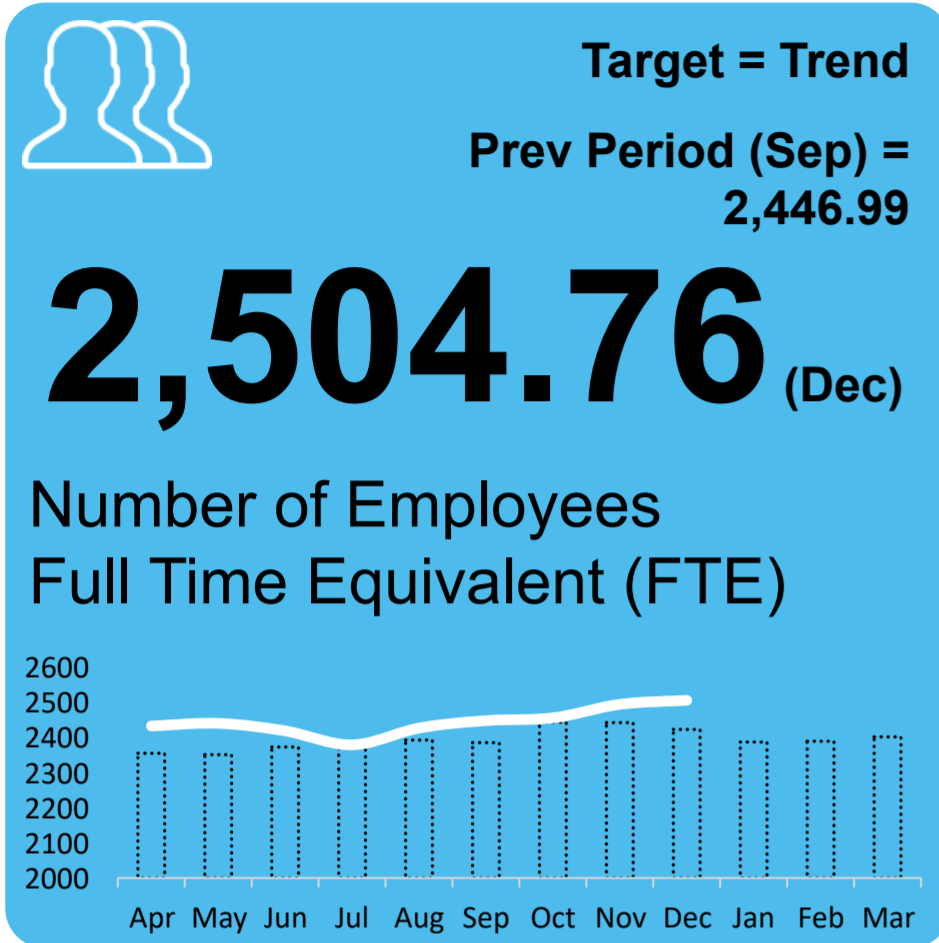 Target = Trend
Prev Period (Sep) =
2,446.99
2,504.76 (Dec)
Number of Employees
Full Time Equivalent (FTE)
2600
2500
2400
2300
2200
2100
2000
Apr May Jun Jul Aug Sep Oct Nov Dec Jan Feb Mar